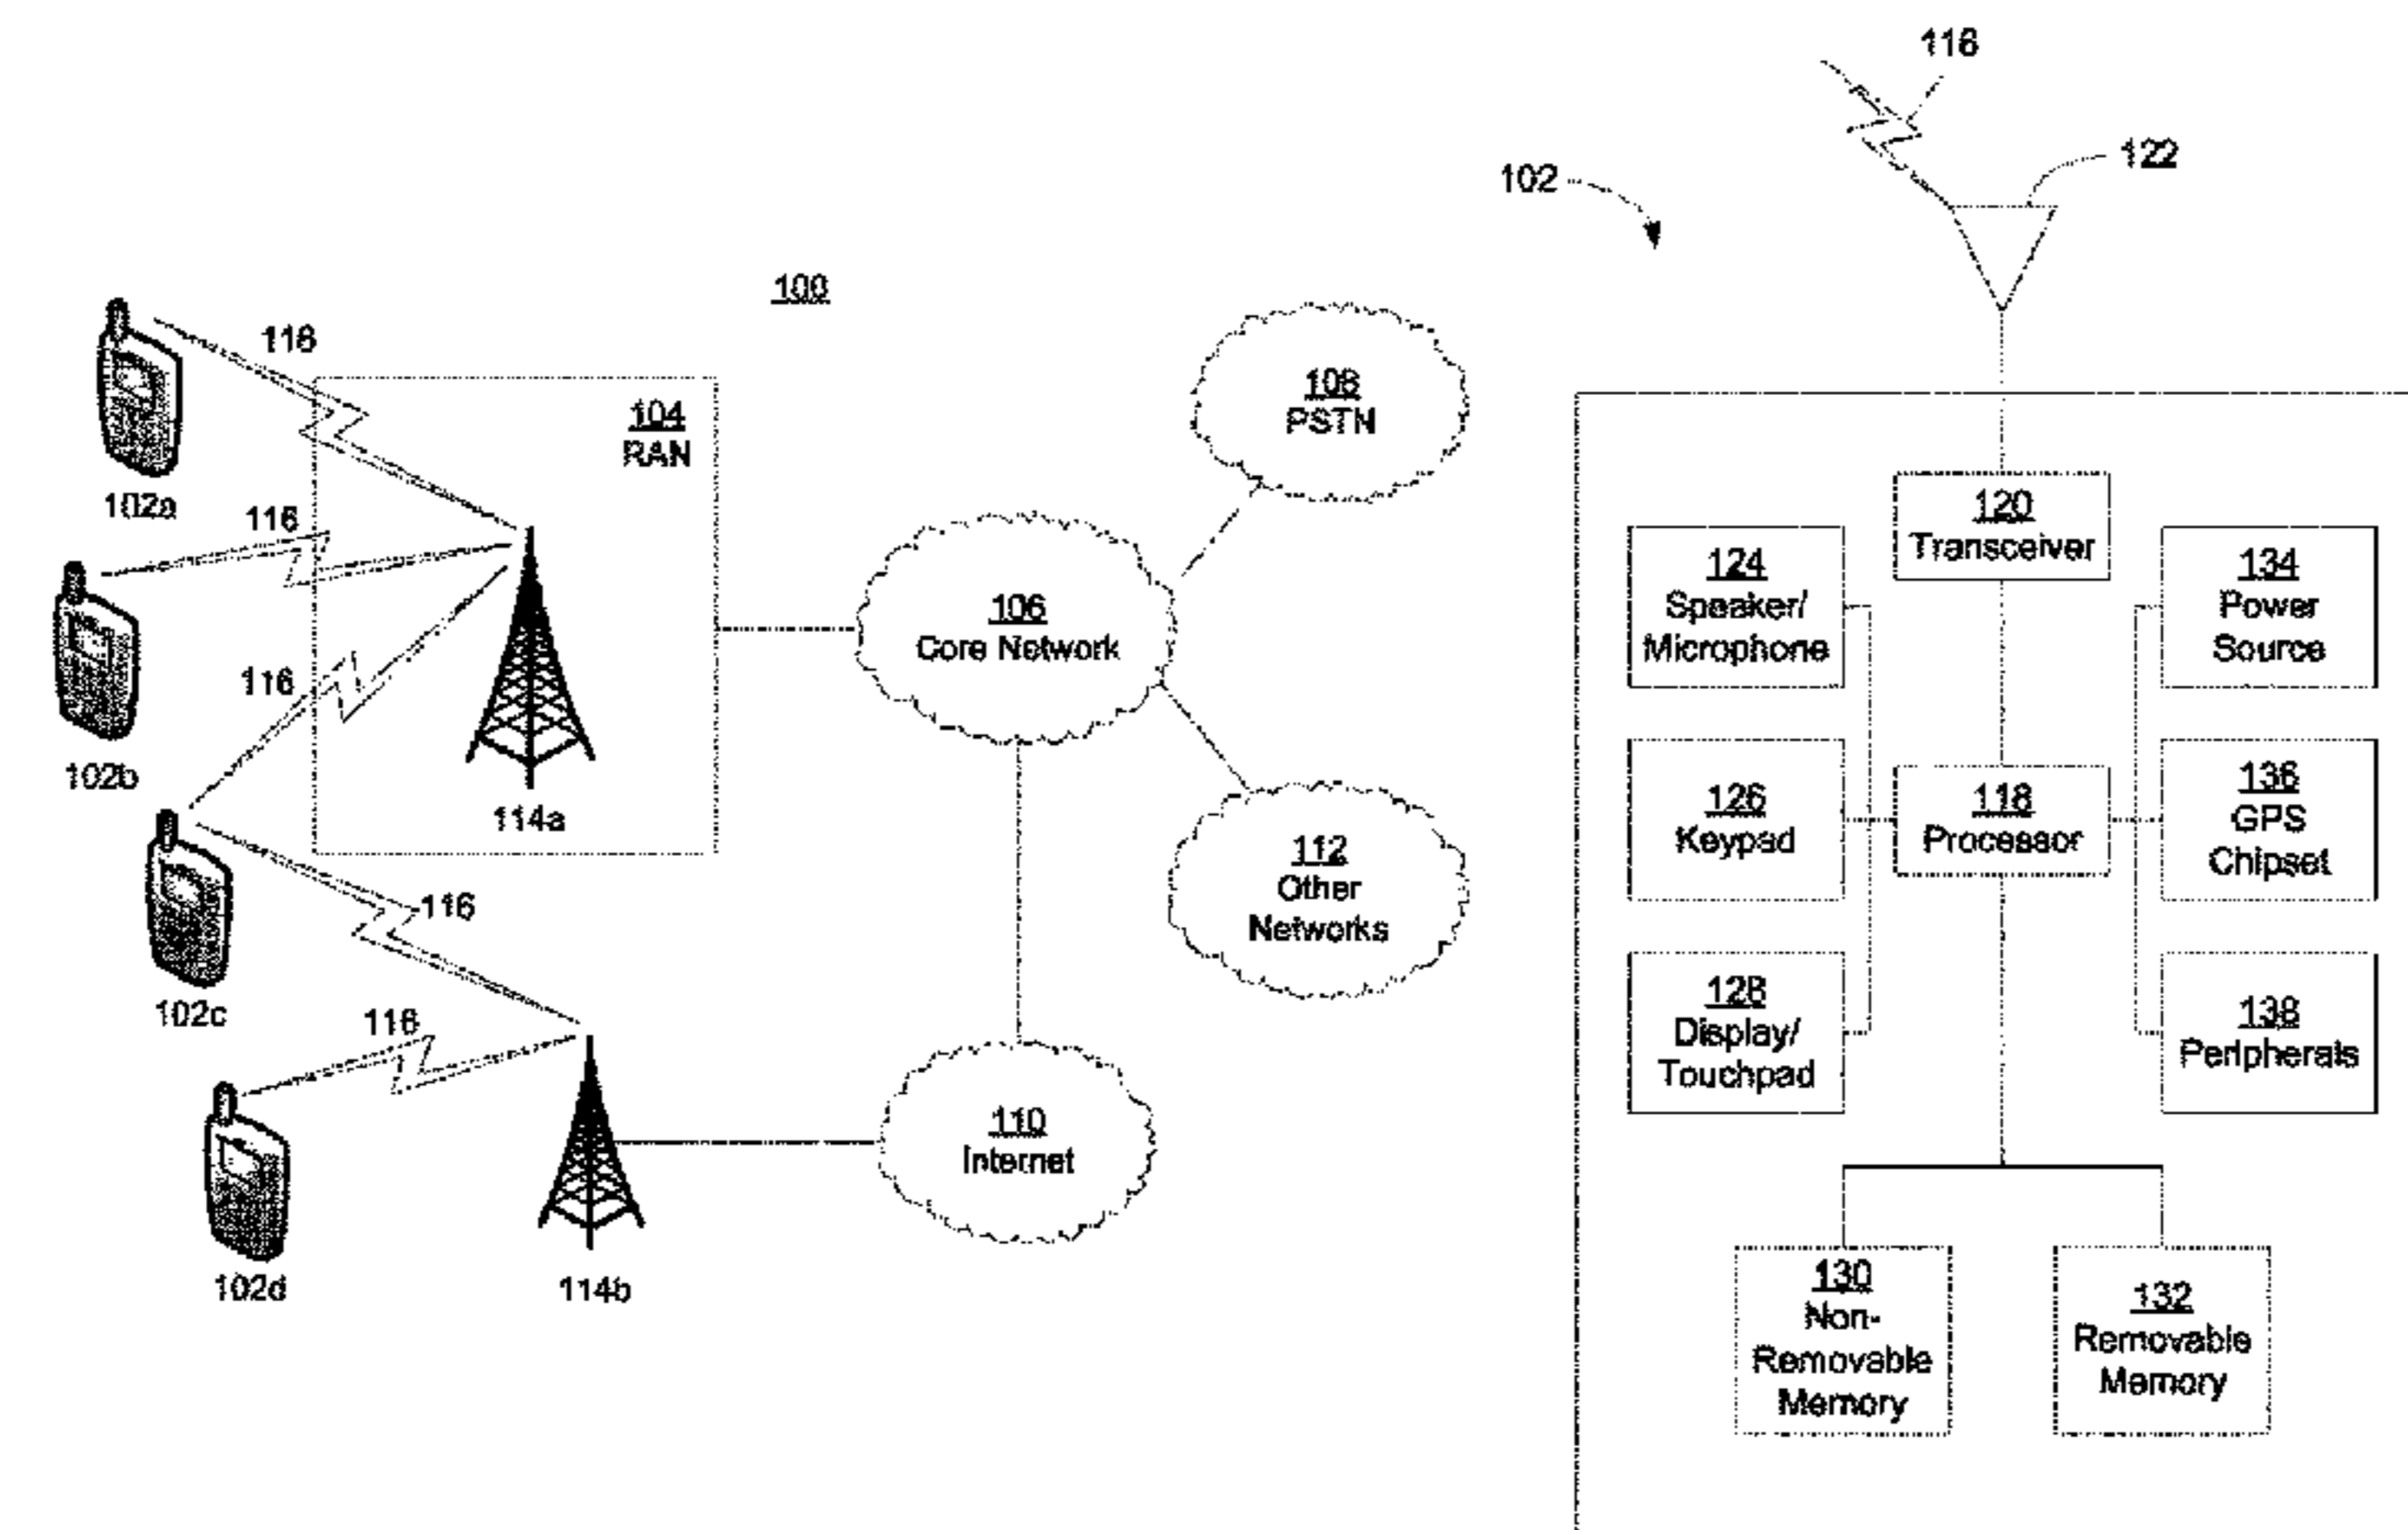 100
116
102a
104
RAN
116
102b
116
114a
102c
116
116
102d
114b
106
Core Network
108
PSTN
112
Other
Networks
110
Internet
116
102
122
120
Transceiver
124
Speaker/
Microphone
134
Power
Source
126
Keypad
118
Processor
136
GPS
Chipset
128
Display/
Touchpad
138
Peripherals
130
Non-
Removable
Memory
132
Removable
Memory